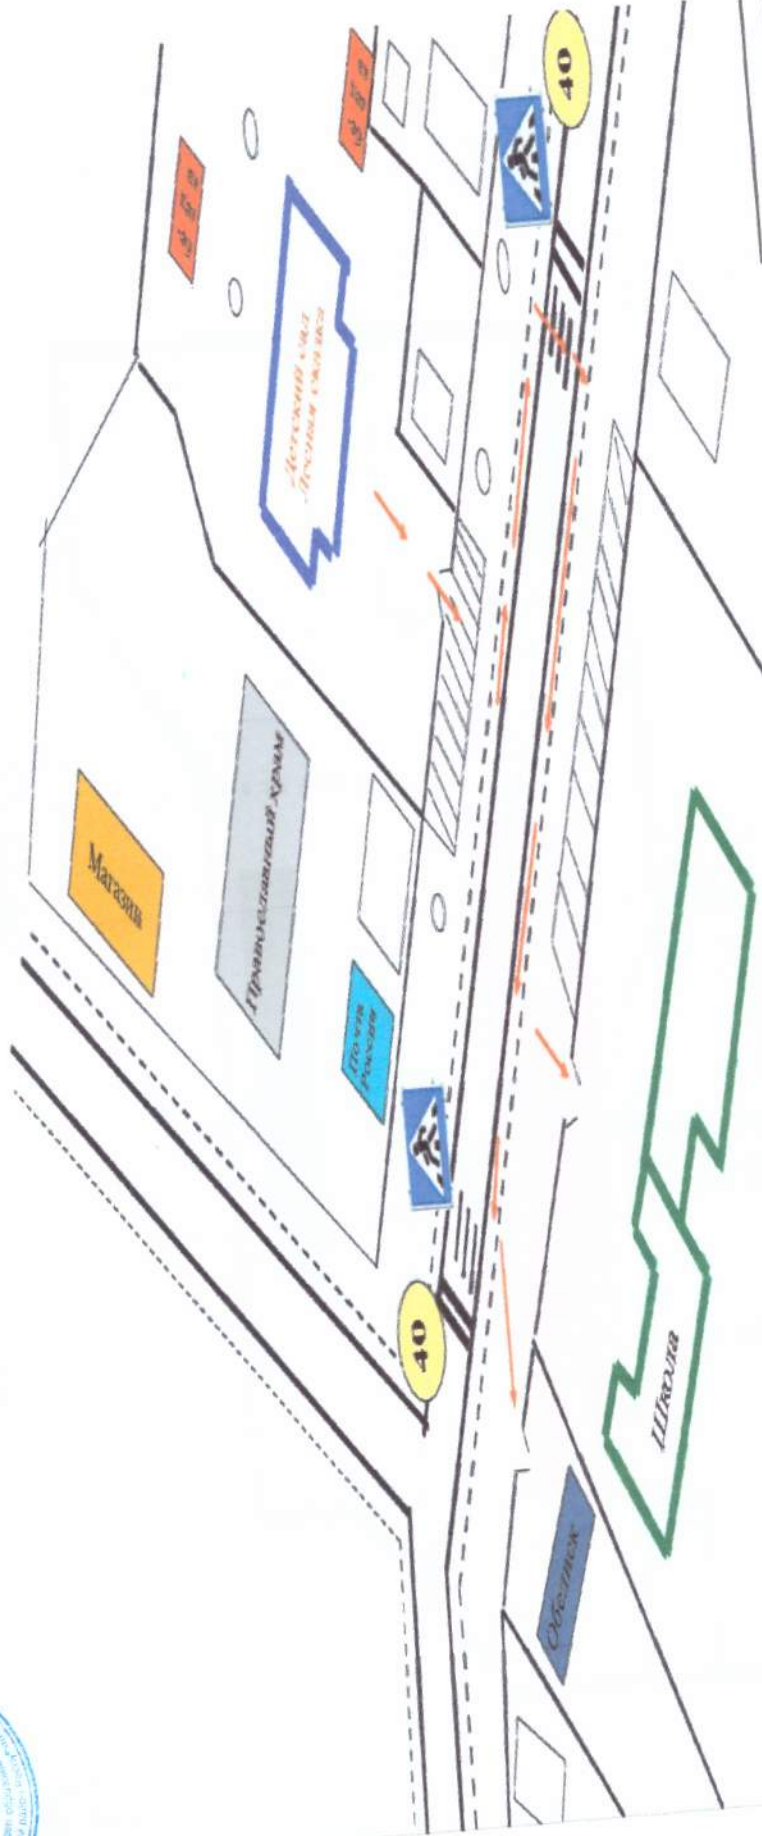 40
Детский сад
Лесная сказка
Магазин
Православный храм
Почта
России
40
Школа
Обелиск